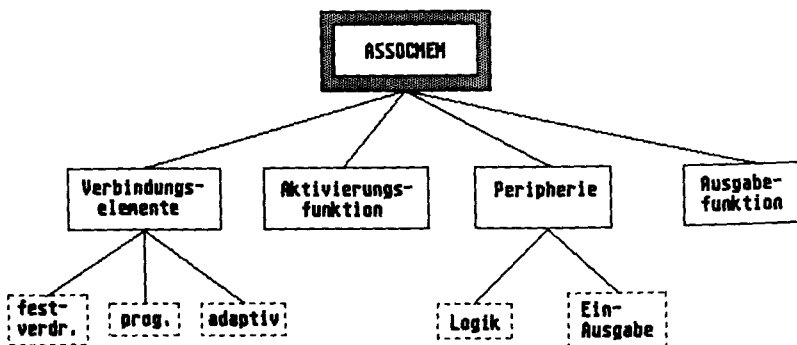 ASSOCMEM
Verbindungs-
elemente
Aktivierungs-
funktion
Peripherie
Ausgabe-
funktion
fest-
verdr.
prog.
adaptiv
Logik
Ein-
Ausgabe